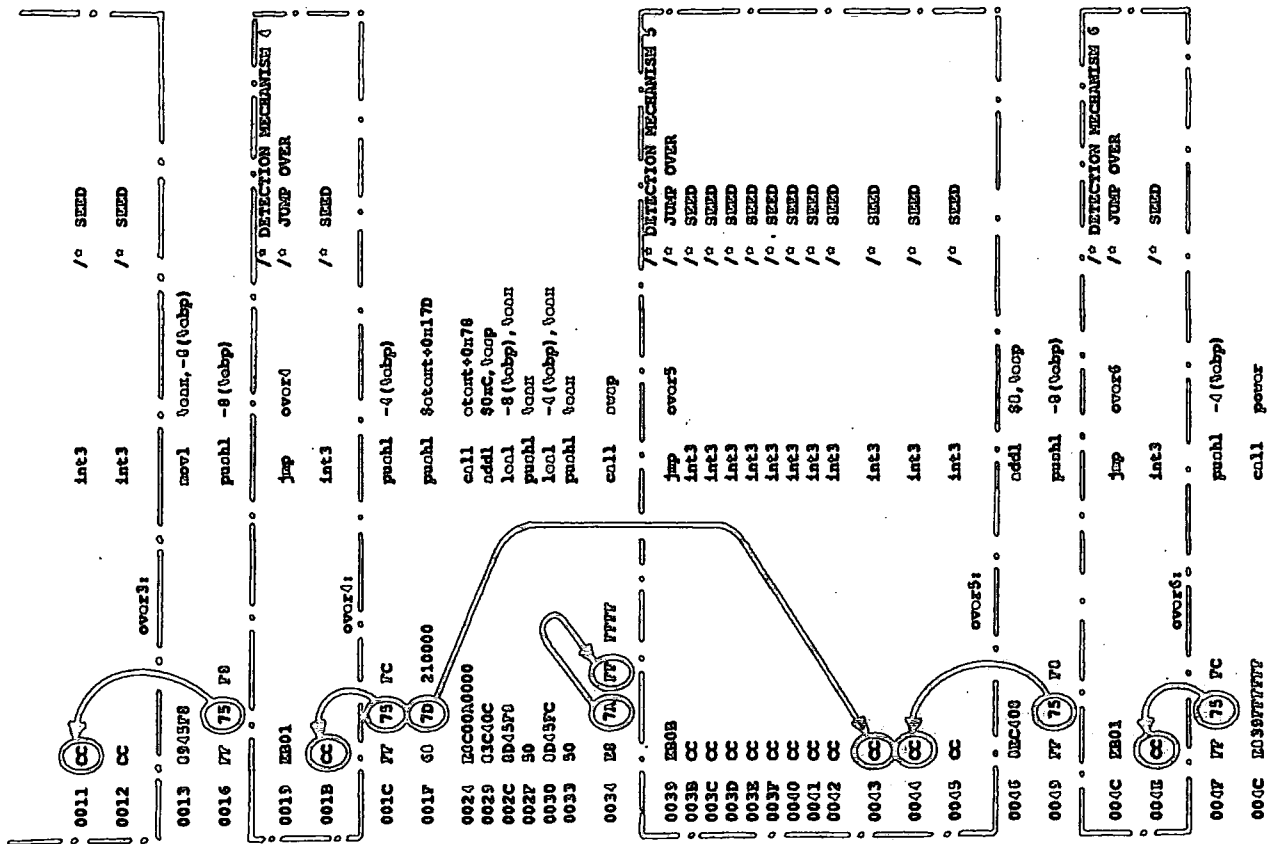 0011 CC int3 /* SEED
0012 CC int3 /* SEED
over3:
0013 8945F8 movl %eax,-8(%ebp)
0016 FF 75 F8 pushl -8(%ebp)
/* DETECTION MECHANISM 4
0019 EB01 jmp over4 /* JUMP OVER
001B CC int3 /* SEED
over4:
001C FF 75 FC pushl -4(%ebp)
001F 68 7D 210000 pushl $start+0x17D
0024 call start+0x78
0029 83C40C addl $0xC,%esp
002C 8D45F8 leal -8(%ebp),%eax
002F 50 pushl %eax
0030 8D45FC leal -4(%ebp),%eax
0033 50 pushl %eax
0034 E8 7A FF FFFF call swap
/* DETECTION MECHANISM 5
0039 EB0B jmp over5 /* JUMP OVER
003B CC int3 /* SEED
003C CC int3 /* SEED
003D CC int3 /* SEED
003E CC int3 /* SEED
003F CC int3 /* SEED
0040 CC int3 /* SEED
0041 CC int3 /* SEED
0042 CC int3 /* SEED
0043 CC int3 /* SEED
0044 CC int3 /* SEED
0045 CC int3 /* SEED
over5:
0046 addl $8,%esp
0049 FF 75 F8 pushl -8(%ebp)
/* DETECTION MECHANISM 6
004C EB01 jmp over6 /* JUMP OVER
004E CC int3 /* SEED
over6:
004F FF 75 FC pushl -4(%ebp)
004C E839FFFFFF call power